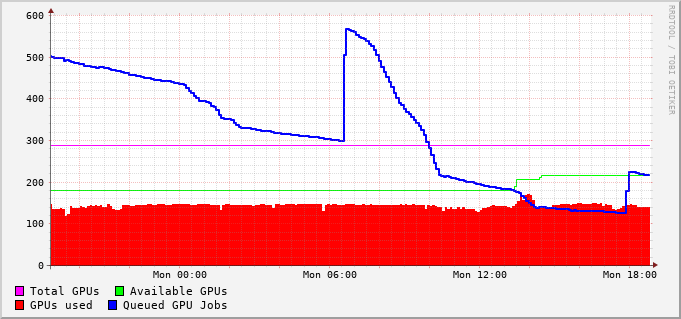 600
500
400
300
200
100
0
Mon 00:00 Mon 06:00 Mon 12:00 Mon 18:00
Total GPUs Available GPUs
GPUs used Queued GPU Jobs
RRDTOOL / TOBI OETIKER